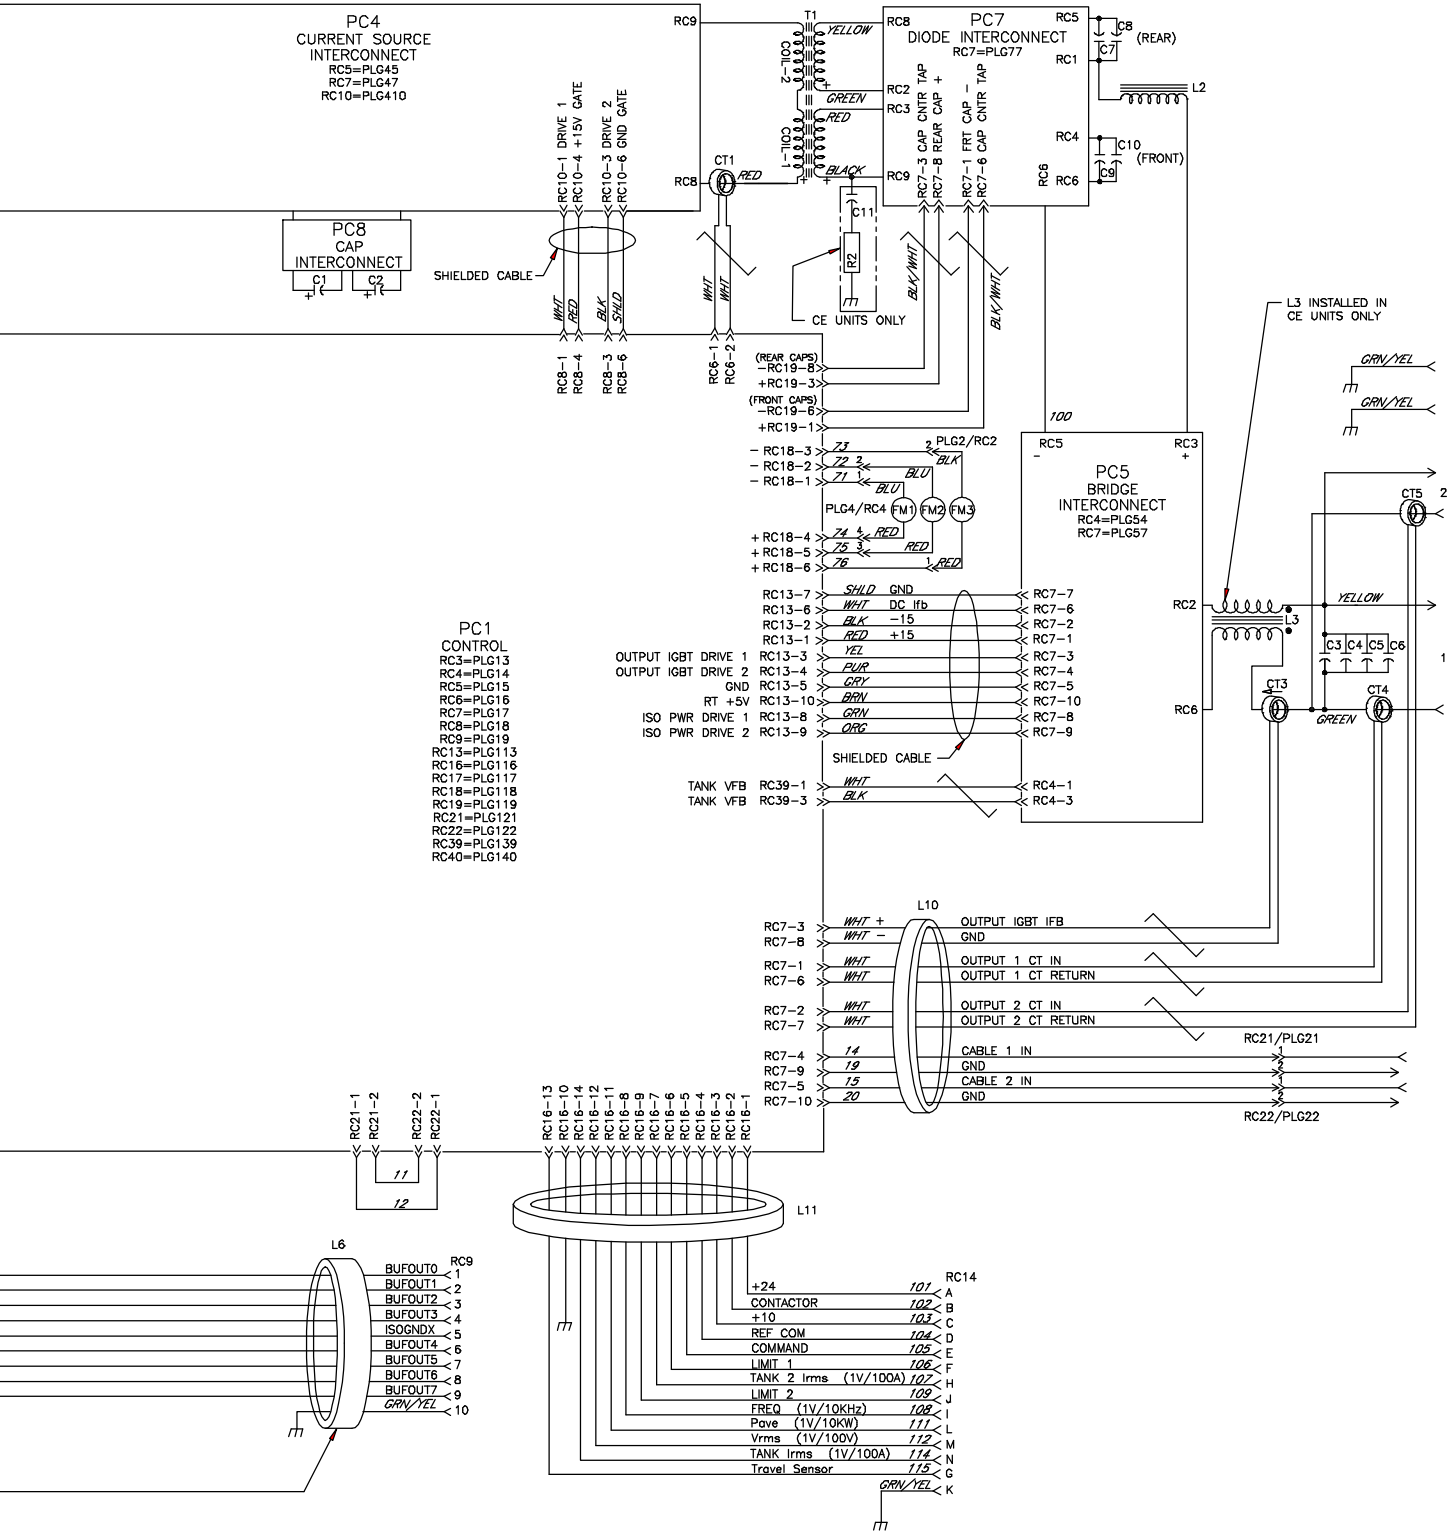 PC4
CURRENT SOURCE
INTERCONNECT
RC5=PLG45
RC7=PLG47
RC10=PLG410
RC9
RC8
RC10-1 DRIVE 1
RC10-4 +15V GATE
RC10-3 DRIVE 2
RC10-6 GND GATE
PC8
CAP
INTERCONNECT
C1
+
C2
+
SHIELDED CABLE
WHT
RED
BLK
SHLD
RC8-1
RC8-4
RC8-3
RC8-6
CT1
RED
WHT
WHT
RC6-1
RC6-2
T1
COIL-2
COIL-1
+
+
+
YELLOW
GREEN
RED
BLACK
C11
R2
CE UNITS ONLY
PC7
DIODE INTERCONNECT
RC7=PLG77
RC8
RC2
RC3
RC9
RC5
RC1
RC4
RC6
RC6
RC7-3 CAP CNTR TAP
RC7-8 REAR CAP +
RC7-1 FRT CAP -
RC7-6 CAP CNTR TAP
BLK/WHT
BLK/WHT
C8
C7
(REAR)
L2
C10
C9
(FRONT)
L3 INSTALLED IN
CE UNITS ONLY
GRN/YEL
GRN/YEL
100
(REAR CAPS)
-RC19-8
+RC19-3
(FRONT CAPS)
-RC19-6
+RC19-1
- RC18-3 73 2 PLG2/RC2
- RC18-2 72 2 BLK
- RC18-1 71 1 BLU
BLU
PLG4/RC4
FM1
FM2
FM3
+ RC18-4 74 4 RED
+ RC18-5 75 3 RED
+ RC18-6 76 1 RED
RC5
-
RC3
+
PC5
BRIDGE
INTERCONNECT
RC4=PLG54
RC7=PLG57
RC2
RC6
RC13-7 SHLD GND RC7-7
RC13-6 WHT DC Ifb RC7-6
RC13-2 BLK -15 RC7-2
RC13-1 RED +15 RC7-1
OUTPUT IGBT DRIVE 1 RC13-3 YEL RC7-3
OUTPUT IGBT DRIVE 2 RC13-4 PUR RC7-4
GND RC13-5 GRY RC7-5
RT +5V RC13-10 BRN RC7-10
ISO PWR DRIVE 1 RC13-8 GRN RC7-8
ISO PWR DRIVE 2 RC13-9 ORG RC7-9
SHIELDED CABLE
TANK VFB RC39-1 WHT RC4-1
TANK VFB RC39-3 BLK RC4-3
L3
YELLOW
C3
C4
C5
C6
CT5
2
1
CT3
GREEN
CT4
PC1
CONTROL
RC3=PLG13
RC4=PLG14
RC5=PLG15
RC6=PLG16
RC7=PLG17
RC8=PLG18
RC9=PLG19
RC13=PLG113
RC16=PLG116
RC17=PLG117
RC18=PLG118
RC19=PLG119
RC21=PLG121
RC22=PLG122
RC39=PLG139
RC40=PLG140
L10
RC7-3 WHT + OUTPUT IGBT IFB
RC7-8 WHT - GND
RC7-1 WHT OUTPUT 1 CT IN
RC7-6 WHT OUTPUT 1 CT RETURN
RC7-2 WHT OUTPUT 2 CT IN
RC7-7 WHT OUTPUT 2 CT RETURN
RC21/PLG21
RC7-4 14 CABLE 1 IN 1
RC7-9 19 GND 2
RC7-5 15 CABLE 2 IN 1
RC7-10 20 GND 2
RC22/PLG22
RC21-1
RC21-2
RC22-2
RC22-1
11
12
RC16-13
RC16-10
RC16-14
RC16-12
RC16-11
RC16-8
RC16-9
RC16-7
RC16-6
RC16-5
RC16-4
RC16-3
RC16-2
RC16-1
L11
L6
RC9
BUFOUT0 1
BUFOUT1 2
BUFOUT2 3
BUFOUT3 4
ISOGNDX 5
BUFOUT4 6
BUFOUT5 7
BUFOUT6 8
BUFOUT7 9
GRN/YEL 10
RC14
+24 101 A
CONTACTOR 102 B
+10 103 C
REF COM 104 D
COMMAND 105 E
LIMIT 1 106 F
TANK 2 Irms (1V/100A) 107 H
LIMIT 2 109 J
FREQ (1V/10KHz) 108 I
Pave (1V/10KW) 111 L
Vrms (1V/100V) 112 M
TANK Irms (1V/100A) 114 N
Travel Sensor 115 G
GRN/YEL K